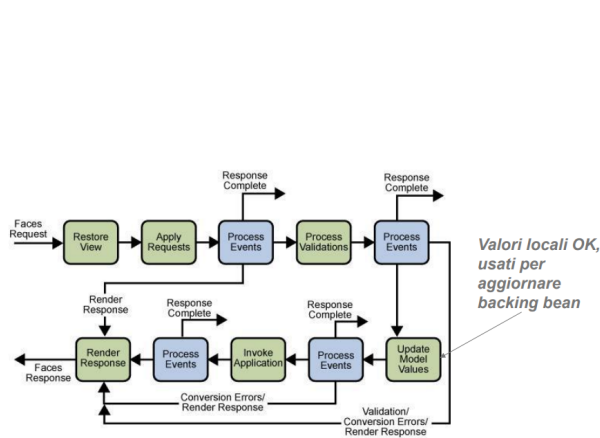 Response
Complete
Response
Complete
Faces
Request
Restore
View
Apply
Requests
Process
Events
Process
Validations
Process
Events
Valori locali OK,
usati per
aggiornare
backing bean
Render
Response
Response
Complete
Response
Complete
Faces
Response
Render
Response
Process
Events
Invoke
Application
Process
Events
Update
Model
Values
Conversion Errors/
Render Response
Validation/
Conversion Errors/
Render Response